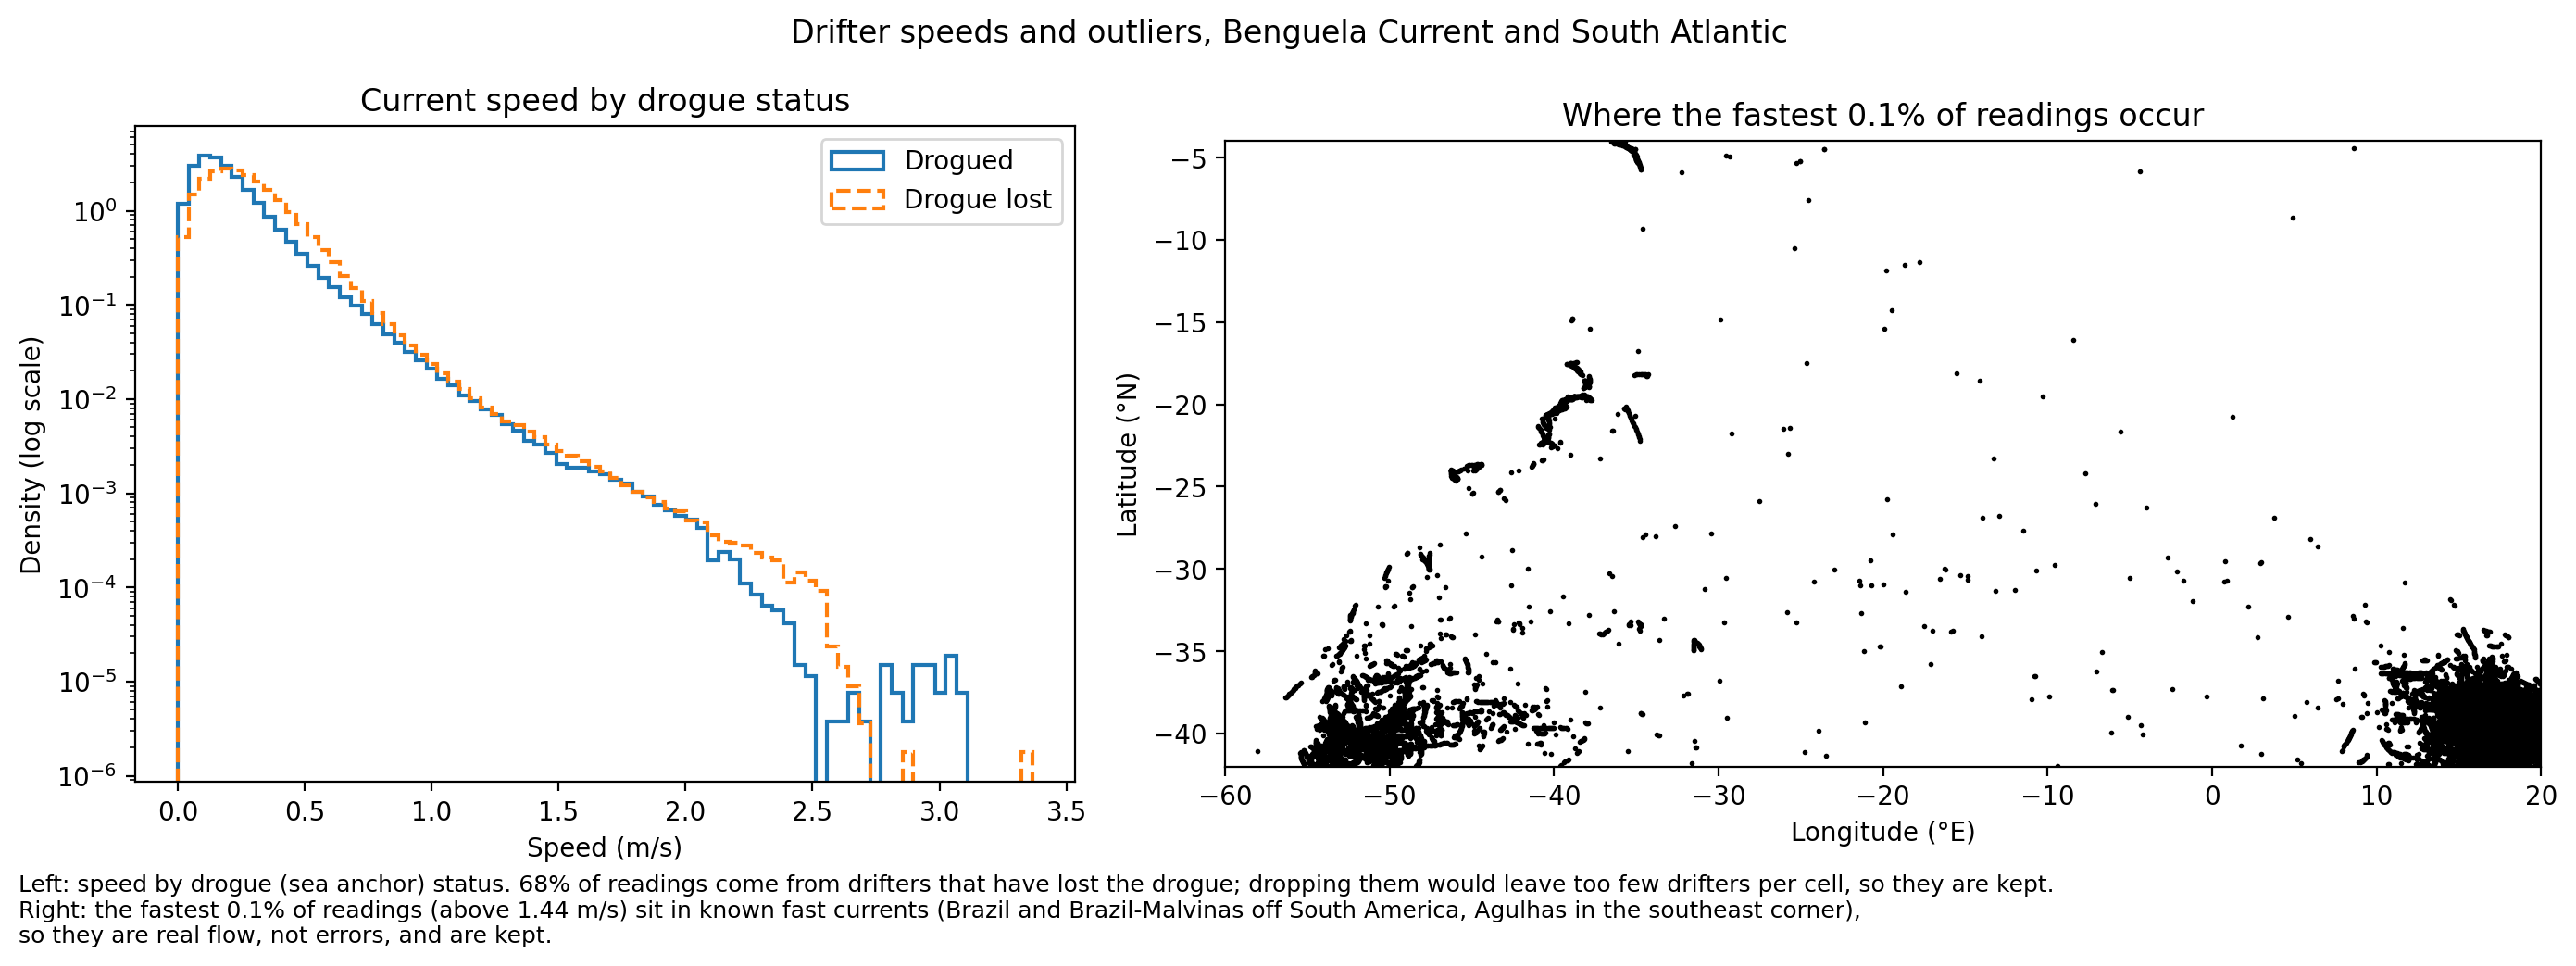 Drifter speeds and outliers, Benguela Current and South Atlantic
Current speed by drogue status
Drogued
Drogue lost
10⁰
10⁻¹
10⁻²
10⁻³
10⁻⁴
10⁻⁵
10⁻⁶
Density (log scale)
0.0 0.5 1.0 1.5 2.0 2.5 3.0 3.5
Speed (m/s)
Where the fastest 0.1% of readings occur
−5
−10
−15
−20
−25
−30
−35
−40
Latitude (°N)
−60 −50 −40 −30 −20 −10 0 10 20
Longitude (°E)
Left: speed by drogue (sea anchor) status. 68% of readings come from drifters that have lost the drogue; dropping them would leave too few drifters per cell, so they are kept.
Right: the fastest 0.1% of readings (above 1.44 m/s) sit in known fast currents (Brazil and Brazil-Malvinas off South America, Agulhas in the southeast corner),
so they are real flow, not errors, and are kept.